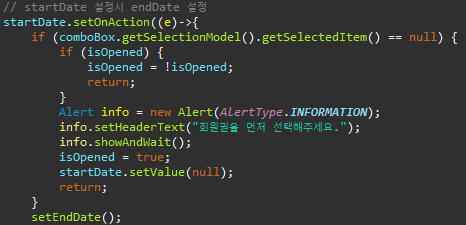 // startDate 설정시 endDate 설정
startDate.setOnAction((e)->{
    if (comboBox.getSelectionModel().getSelectedItem() == null) {
        if (isOpened) {
            isOpened = !isOpened;
            return;
        }
        Alert info = new Alert(AlertType.INFORMATION);
        info.setHeaderText("회원권을 먼저 선택해주세요.");
        info.showAndWait();
        isOpened = true;
        startDate.setValue(null);
        return;
    }
    setEndDate();